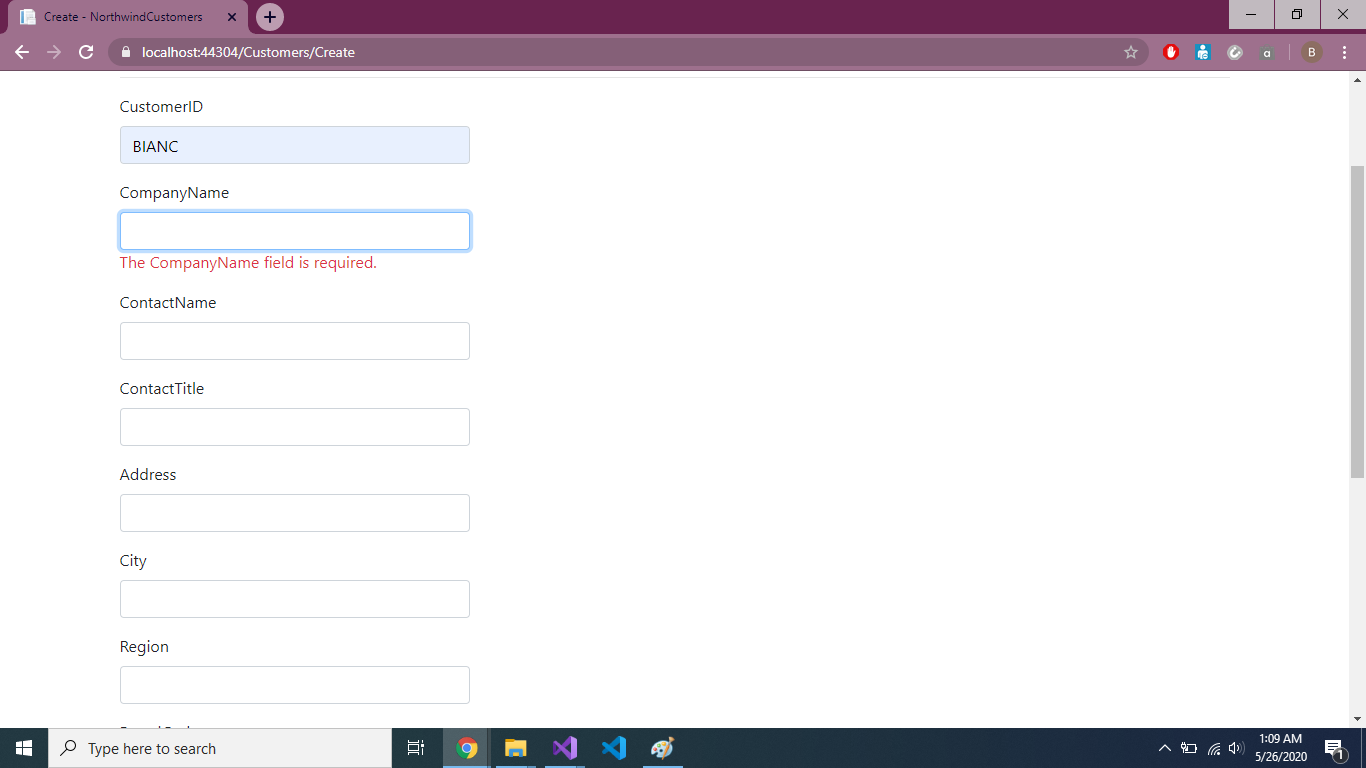 Create - NorthwindCustomers
localhost:44304/Customers/Create
B
CustomerID
BIANC
CompanyName
The CompanyName field is required.
ContactName
ContactTitle
Address
City
Region
Type here to search
1:09 AM
5/26/2020
1